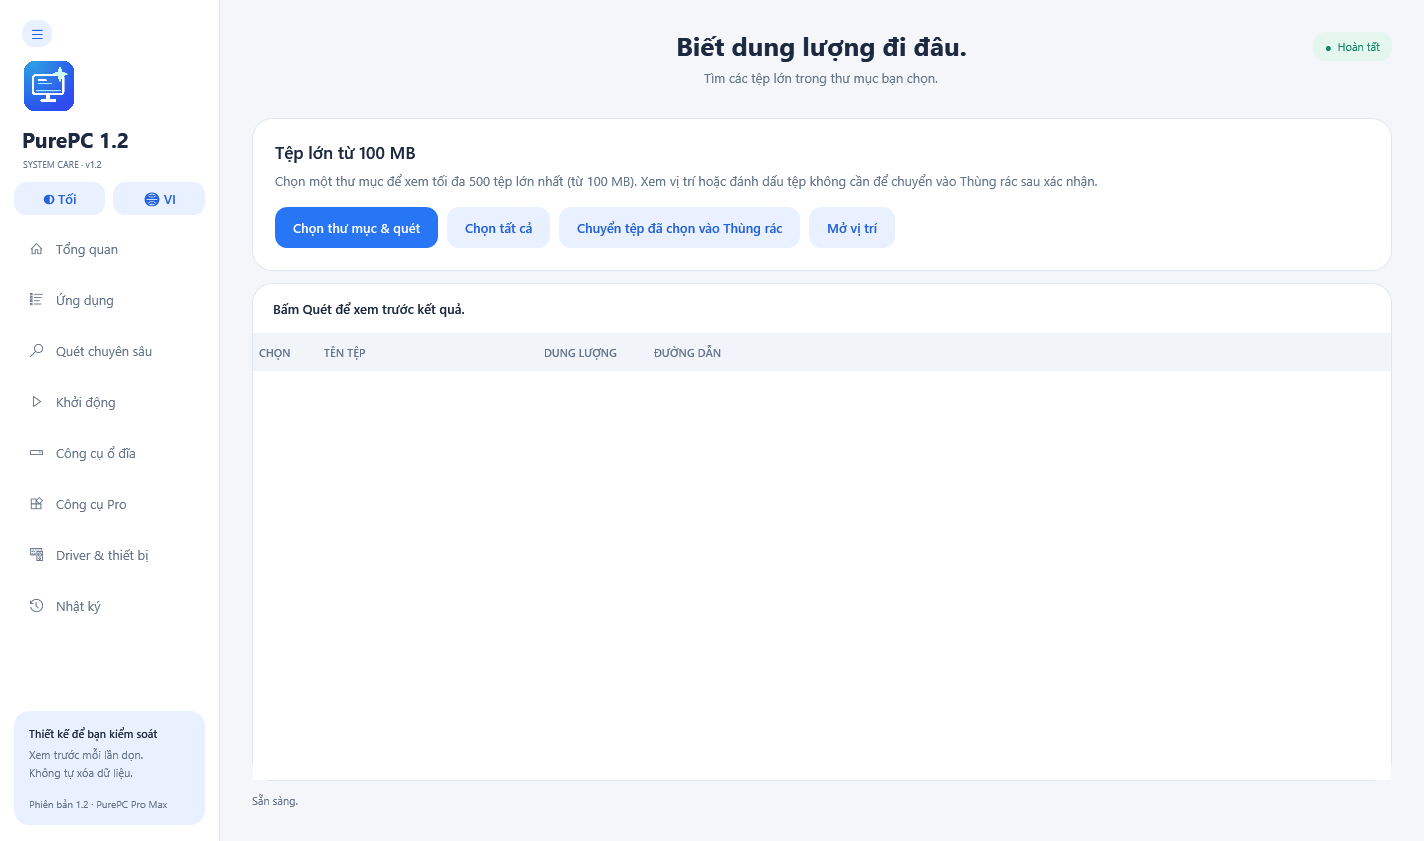 PurePC 1.2
SYSTEM CARE · v1.2
Tối
VI
Tổng quan
Ứng dụng
Quét chuyên sâu
Khởi động
Công cụ ổ đĩa
Công cụ Pro
Driver & thiết bị
Nhật ký
Thiết kế để bạn kiểm soát
Xem trước mỗi lần dọn.
Không tự xóa dữ liệu.
Phiên bản 1.2 · PurePC Pro Max
Biết dung lượng đi đâu.
Tìm các tệp lớn trong thư mục bạn chọn.
● Hoàn tất
Tệp lớn từ 100 MB
Chọn một thư mục để xem tối đa 500 tệp lớn nhất (từ 100 MB). Xem vị trí hoặc đánh dấu tệp không cần để chuyển vào Thùng rác sau xác nhận.
Chọn thư mục & quét
Chọn tất cả
Chuyển tệp đã chọn vào Thùng rác
Mở vị trí
Bấm Quét để xem trước kết quả.
CHỌN TÊN TỆP DUNG LƯỢNG ĐƯỜNG DẪN
Sẵn sàng.